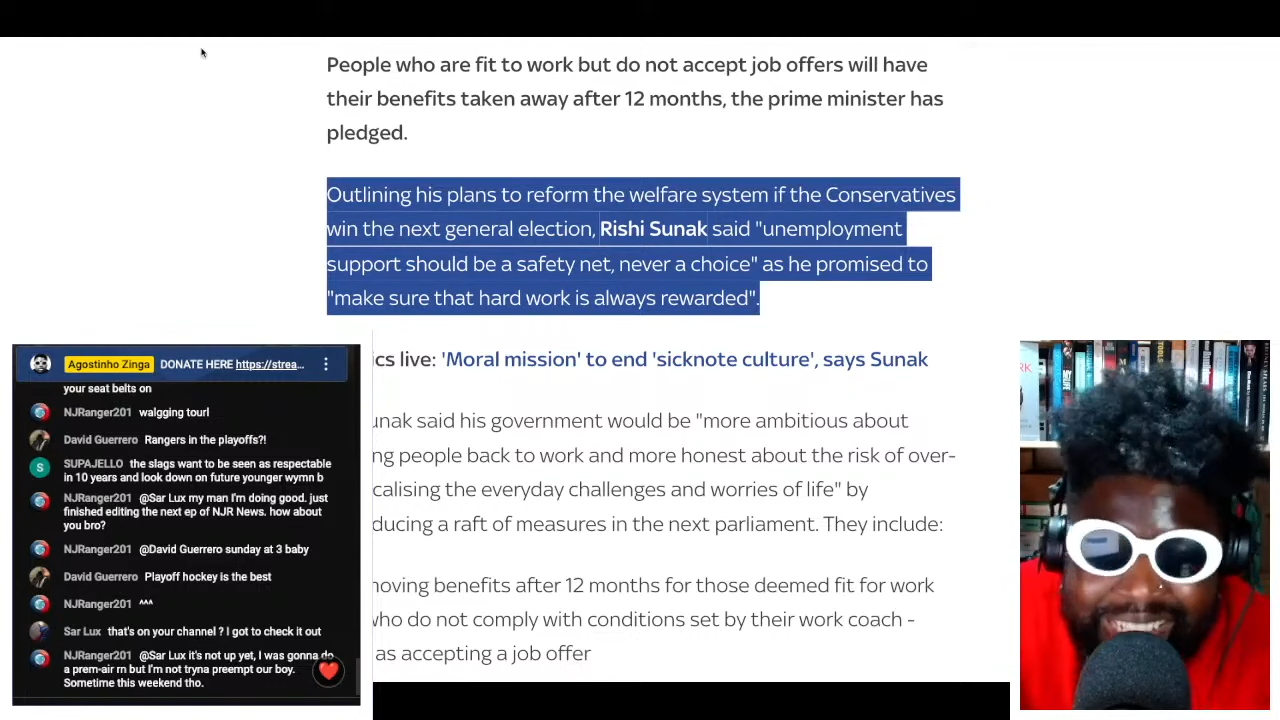 People who are fit to work but do not accept job offers will have
their benefits taken away after 12 months, the prime minister has
pledged.
Outlining his plans to reform the welfare system if the Conservatives
win the next general election, Rishi Sunak said "unemployment
support should be a safety net, never a choice" as he promised to
"make sure that hard work is always rewarded".
ics live: 'Moral mission' to end 'sicknote culture', says Sunak
unak said his government would be "more ambitious about
ng people back to work and more honest about the risk of over-
calising the everyday challenges and worries of life" by
ducing a raft of measures in the next parliament. They include:
noving benefits after 12 months for those deemed fit for work
who do not comply with conditions set by their work coach -
as accepting a job offer
Agostinho Zinga DONATE HERE https://strea...
your seat belts on
NJRanger201 walgging tourl
David Guerrero Rangers in the playoffs?!
S SUPAJELLO the slags want to be seen as respectable
in 10 years and look down on future younger wymn b
NJRanger201 @Sar Lux my man I'm doing good. just
finished editing the next ep of NJR News. how about
you bro?
NJRanger201 @David Guerrero sunday at 3 baby
David Guerrero Playoff hockey is the best
NJRanger201 ^^^
Sar Lux that's on your channel ? I got to check it out
NJRanger201 @Sar Lux it's not up yet, I was gonna do
a prem-air rn but I'm not tryna preempt our boy.
Sometime this weekend tho.